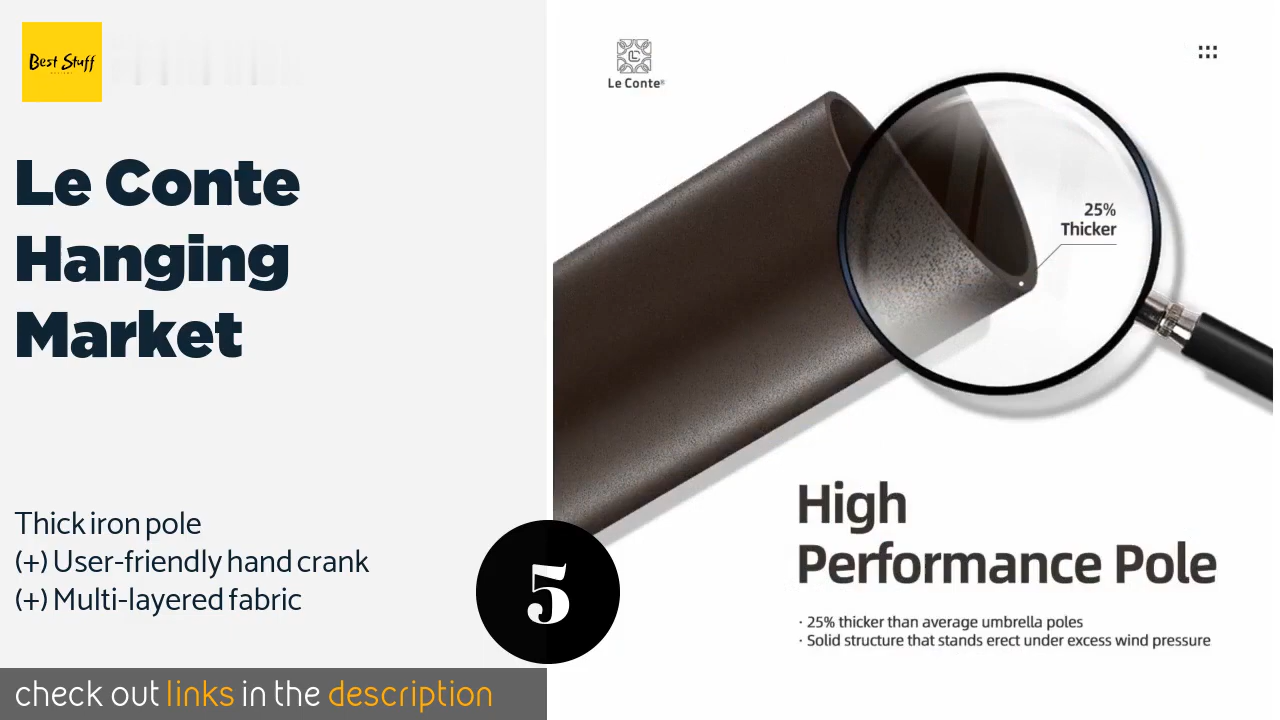 Best Stuff
Le Conte
Hanging
Market
Thick iron pole
(+) User-friendly hand crank
(+) Multi-layered fabric
5
check out links in the description
Le Conte®
25%
Thicker
High
Performance Pole
· 25% thicker than average umbrella poles
· Solid structure that stands erect under excess wind pressure